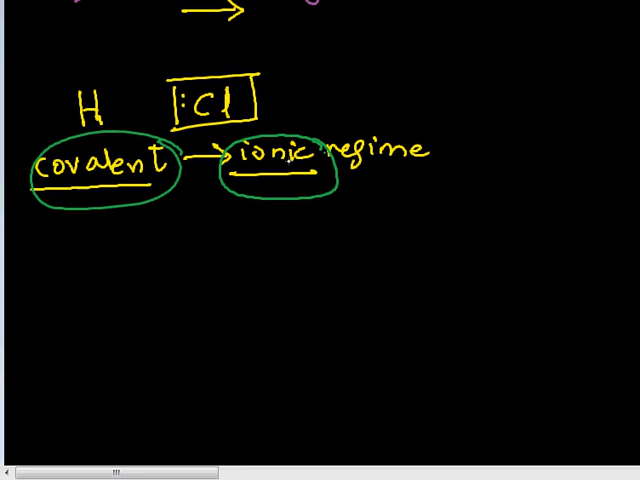 H :Cl
covalent → ionic regime